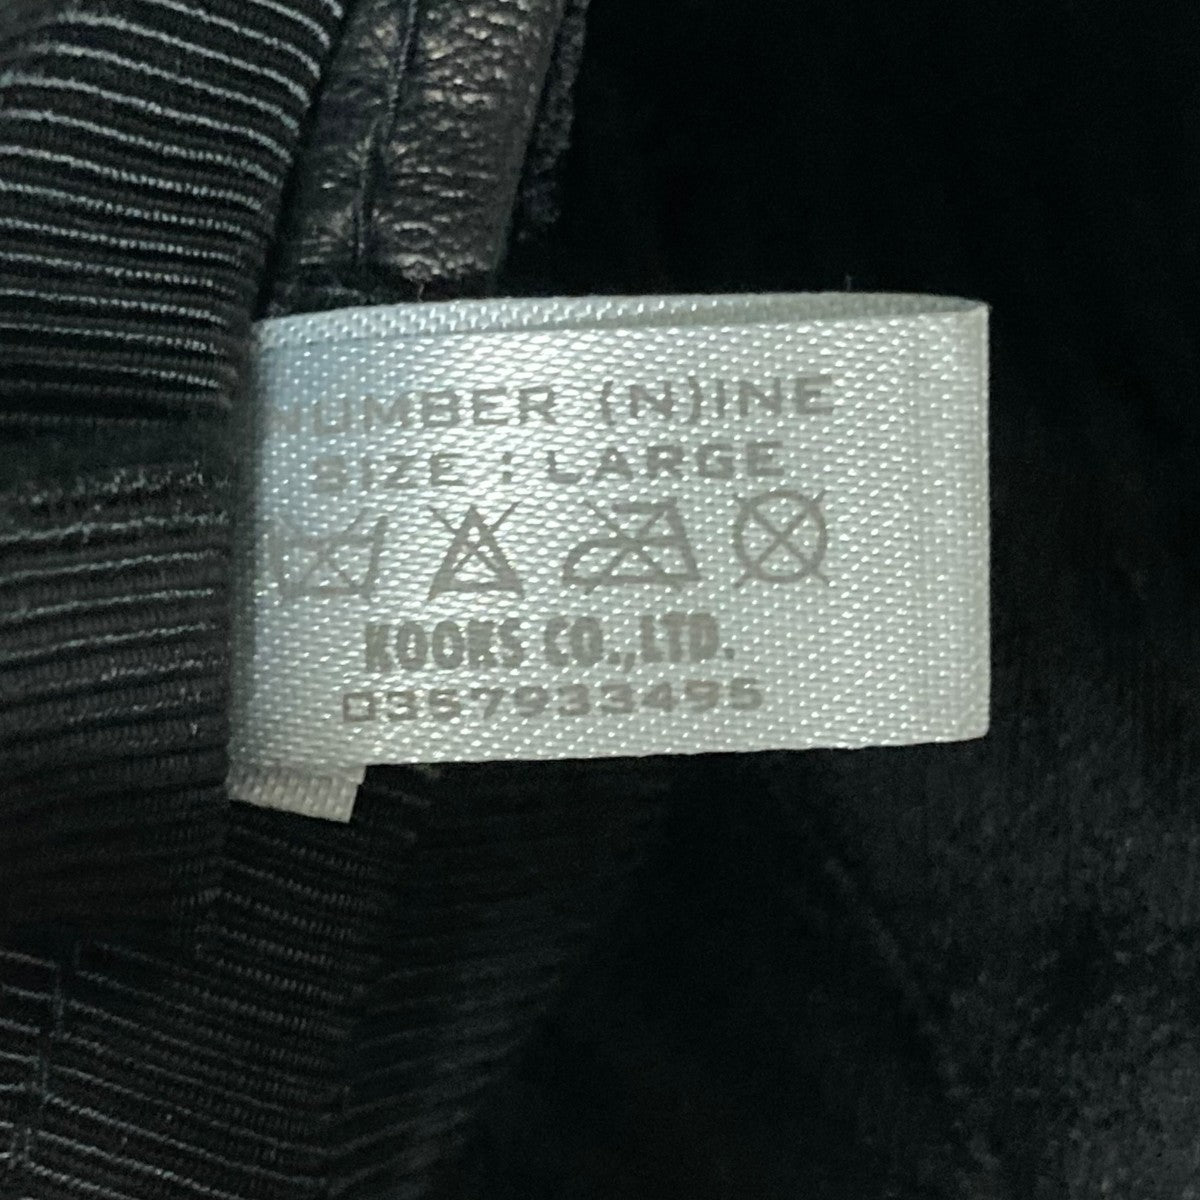 NUMBER (N)INE
SIZE : LARGE
KOOKS CO.,LTD.
0357933495